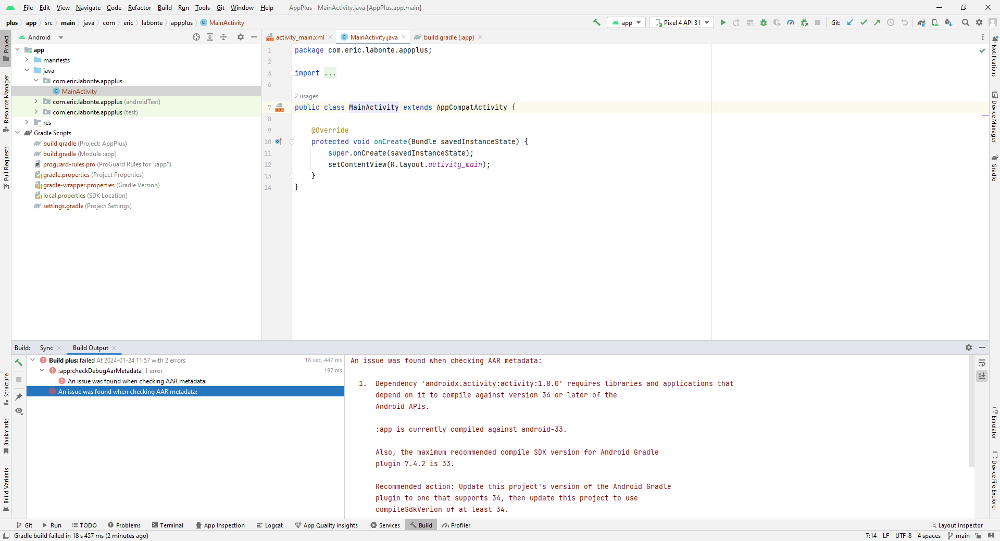 File Edit View Navigate Code Refactor Build Run Tools Git Window Help AppPlus - MainActivity.java [AppPlus.app.main]
plus app src main java com eric labonte appplus MainActivity app Pixel 4 API 31 Git:
Android
activity_main.xml MainActivity.java build.gradle (:app)
Project
Resource Manager
Pull Requests
Structure
Bookmarks
Build Variants
app
manifests
java
com.eric.labonte.appplus
MainActivity
com.eric.labonte.appplus (androidTest)
com.eric.labonte.appplus (test)
res
Gradle Scripts
build.gradle (Project: AppPlus)
build.gradle (Module :app)
proguard-rules.pro (ProGuard Rules for ":app")
gradle.properties (Project Properties)
gradle-wrapper.properties (Gradle Version)
local.properties (SDK Location)
settings.gradle (Project Settings)
1 package com.eric.labonte.appplus;
2
3 import ...
6
2 usages
7 public class MainActivity extends AppCompatActivity {
8
9 @Override
10 protected void onCreate(Bundle savedInstanceState) {
11 super.onCreate(savedInstanceState);
12 setContentView(R.layout.activity_main);
13 }
14 }
Notifications
Device Manager
Gradle
Emulator
Device File Explorer
Build: Sync Build Output
Build plus: failed At 2024-01-24 11:57 with 2 errors 18 sec, 447 ms
:app:checkDebugAarMetadata 1 error 197 ms
An issue was found when checking AAR metadata:
An issue was found when checking AAR metadata:
An issue was found when checking AAR metadata:
1. Dependency 'androidx.activity:activity:1.8.0' requires libraries and applications that
depend on it to compile against version 34 or later of the
Android APIs.
:app is currently compiled against android-33.
Also, the maximum recommended compile SDK version for Android Gradle
plugin 7.4.2 is 33.
Recommended action: Update this project's version of the Android Gradle
plugin to one that supports 34, then update this project to use
compileSdkVerion of at least 34.
Git Run TODO Problems Terminal App Inspection Logcat App Quality Insights Services Build Profiler Layout Inspector
Gradle build failed in 18 s 457 ms (2 minutes ago) 7:14 LF UTF-8 4 spaces main